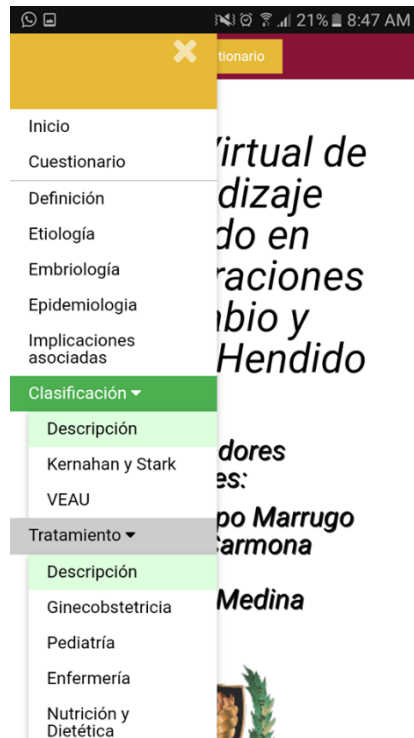 21% 8:47 AM
tionario
Inicio
Cuestionario
Definición
Etiología
Embriología
Epidemiologia
Implicaciones
asociadas
Clasificación
Descripción
Kernahan y Stark
VEAU
Tratamiento
Descripción
Ginecobstetricia
Pediatría
Enfermería
Nutrición y
Dietética
irtual de
dizaje
do en
raciones
bio y
Hendido
dores
es:
po Marrugo
Carmona
Medina